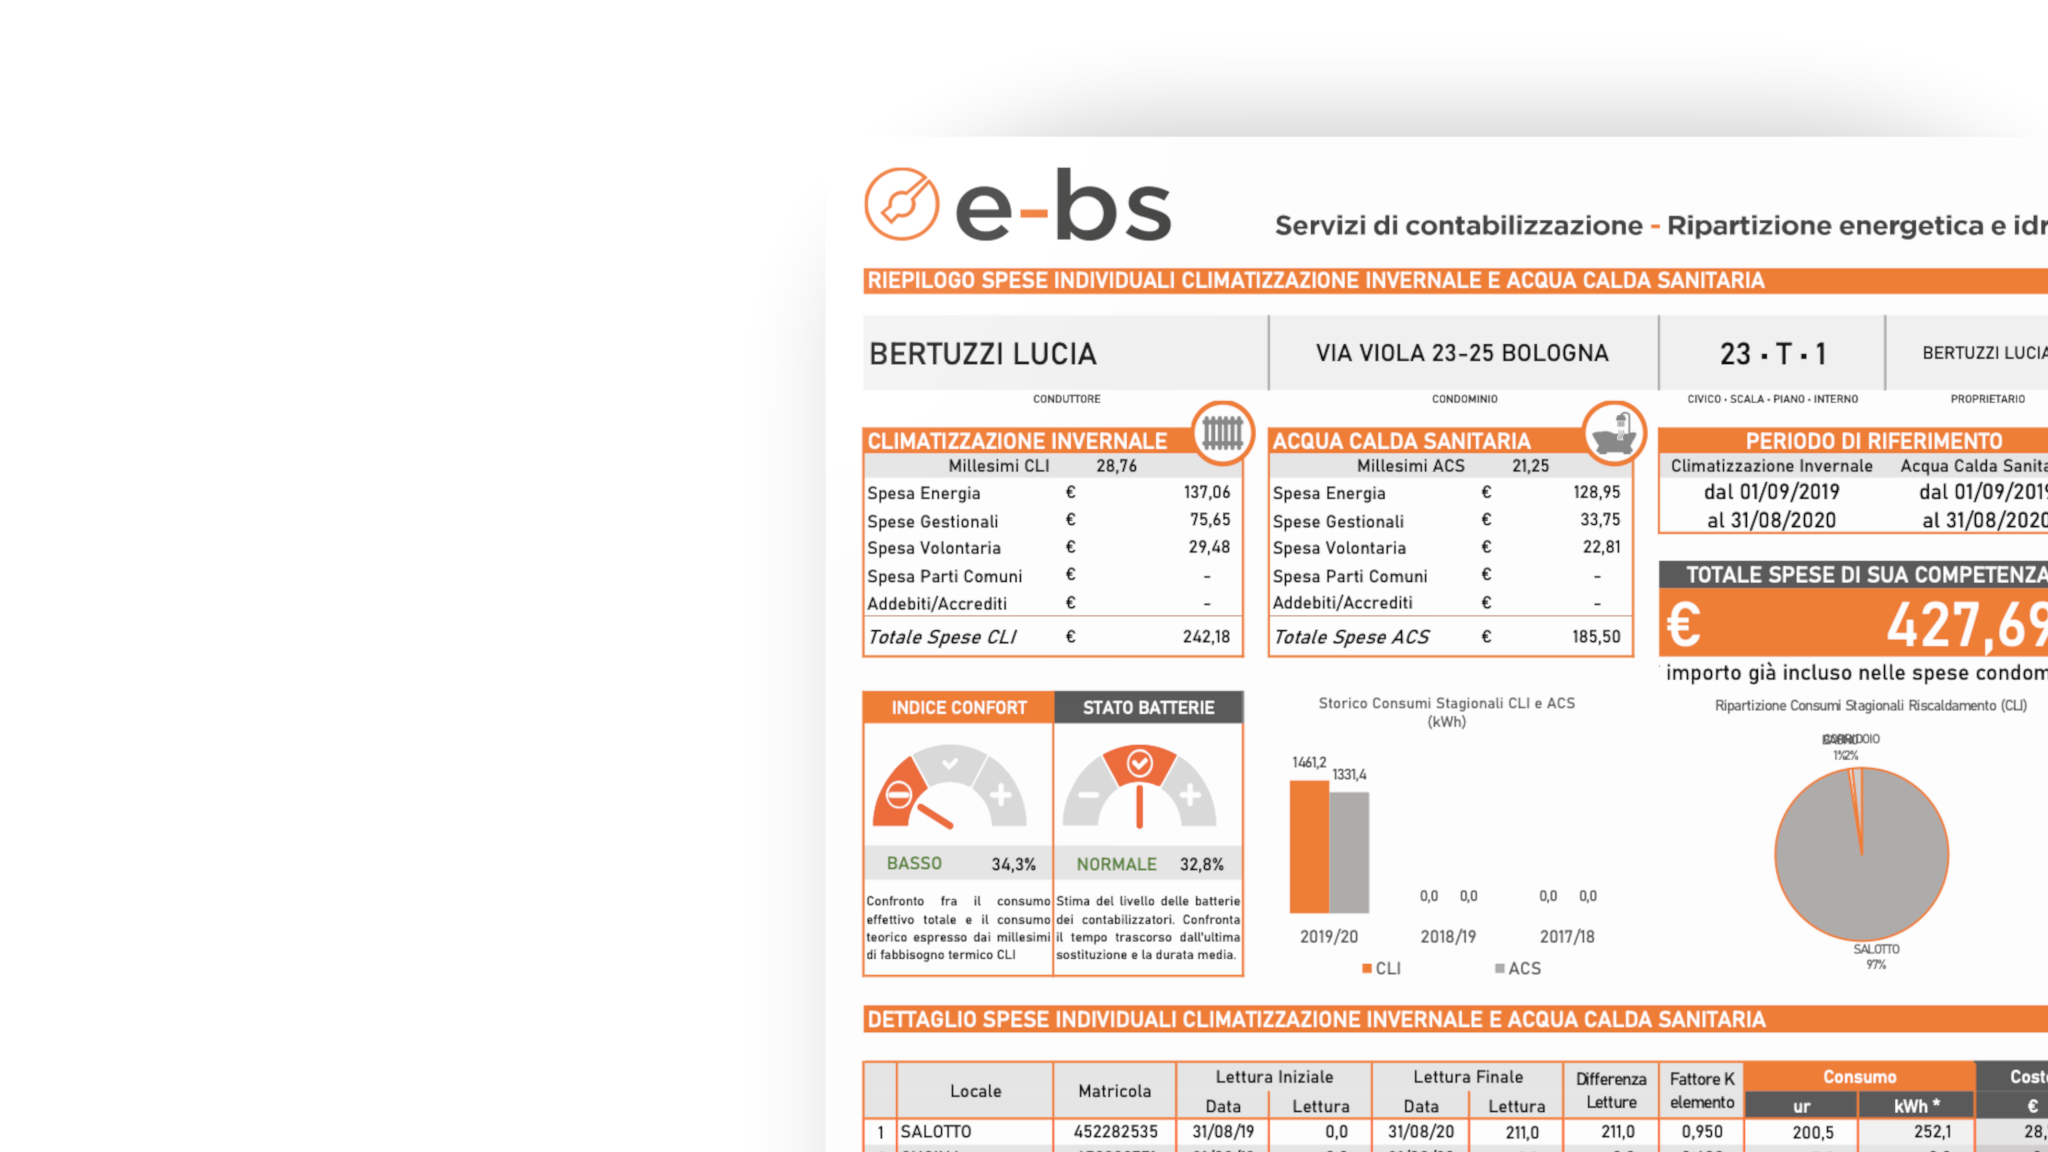 e-bs
Servizi di contabilizzazione - Ripartizione energetica e idr
RIEPILOGO SPESE INDIVIDUALI CLIMATIZZAZIONE INVERNALE E ACQUA CALDA SANITARIA
BERTUZZI LUCIA VIA VIOLA 23-25 BOLOGNA 23 · T · 1 BERTUZZI LUCIA
CONDUTTORE CONDOMINIO CIVICO · SCALA · PIANO · INTERNO PROPRIETARIO
CLIMATIZZAZIONE INVERNALE
Millesimi CLI 28,76
Spesa Energia € 137,06
Spese Gestionali € 75,65
Spesa Volontaria € 29,48
Spesa Parti Comuni € -
Addebiti/Accrediti € -
Totale Spese CLI € 242,18
ACQUA CALDA SANITARIA
Millesimi ACS 21,25
Spesa Energia € 128,95
Spese Gestionali € 33,75
Spesa Volontaria € 22,81
Spesa Parti Comuni € -
Addebiti/Accrediti € -
Totale Spese ACS € 185,50
PERIODO DI RIFERIMENTO
Climatizzazione Invernale Acqua Calda Sanita
dal 01/09/2019 dal 01/09/2019
al 31/08/2020 al 31/08/2020
TOTALE SPESE DI SUA COMPETENZA
€ 427,69
importo già incluso nelle spese condom
INDICE CONFORT
BASSO 34,3%
Confronto fra il consumo
effettivo totale e il consumo
teorico espresso dai millesimi
di fabbisogno termico CLI
STATO BATTERIE
NORMALE 32,8%
Stima del livello delle batterie
dei contabilizzatori. Confronta
il tempo trascorso dall'ultima
sostituzione e la durata media.
Storico Consumi Stagionali CLI e ACS
(kWh)
1461,2 1331,4
0,0 0,0 0,0 0,0
2019/20 2018/19 2017/18
CLI ACS
Ripartizione Consumi Stagionali Riscaldamento (CLI)
CORRIDOIO
1% 2%
SALOTTO
97%
DETTAGLIO SPESE INDIVIDUALI CLIMATIZZAZIONE INVERNALE E ACQUA CALDA SANITARIA
Locale Matricola Lettura Iniziale Lettura Finale Differenza Letture Fattore K elemento Consumo Costo
Data Lettura Data Lettura ur kWh * €
1 SALOTTO 452282535 31/08/19 0,0 31/08/20 211,0 211,0 0,950 200,5 252,1 28,